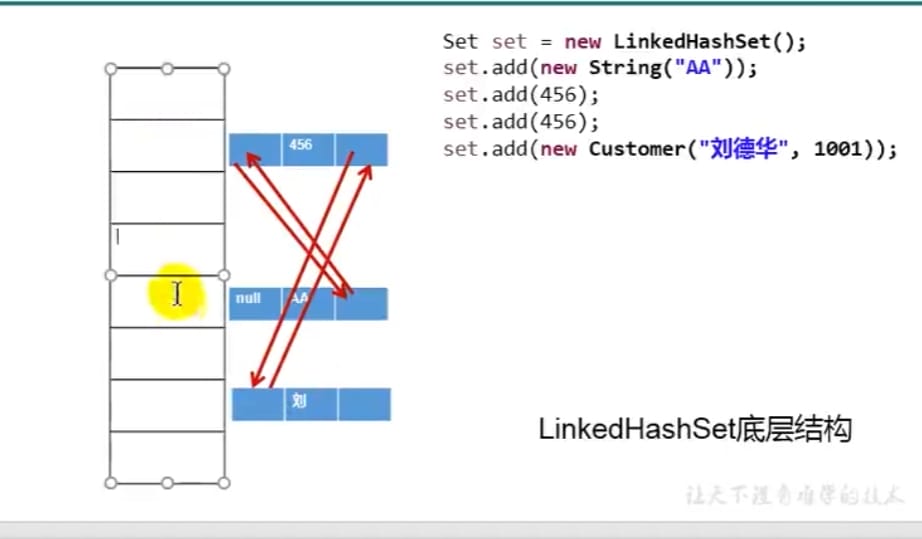 Set set = new LinkedHashSet();
set.add(new String("AA"));
set.add(456);
set.add(456);
set.add(new Customer("刘德华", 1001));
456
null AA
刘
LinkedHashSet底层结构
让天下没有难学的技术